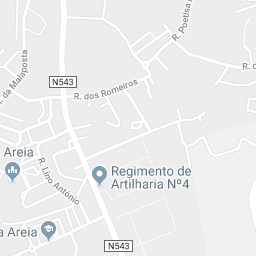 R. Poetisa
R. da Malaposta
N543
R. dos Romeiros
Areia
R. Lino António
Regimento de
Artilharia Nº4
a Areia
N543